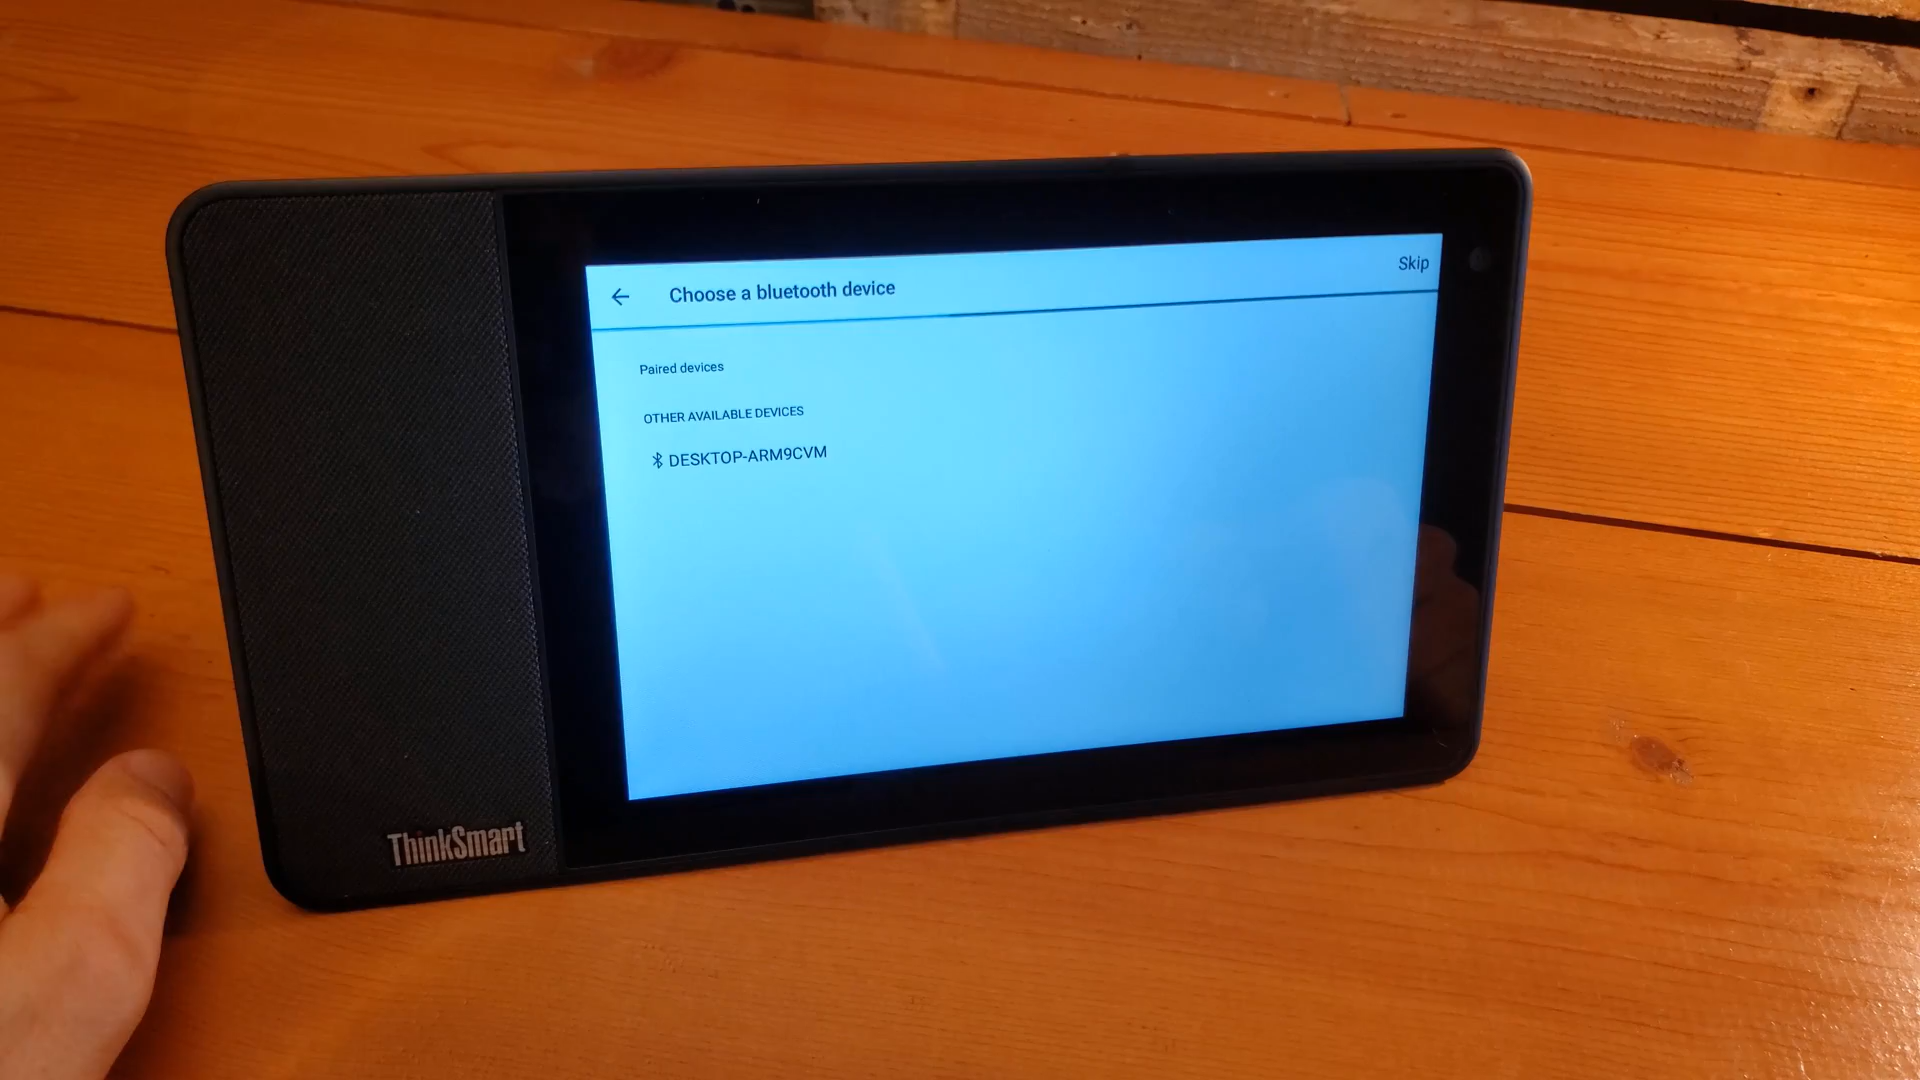 Choose a bluetooth device
Skip
Paired devices
OTHER AVAILABLE DEVICES
DESKTOP-ARM9CVM
ThinkSmart